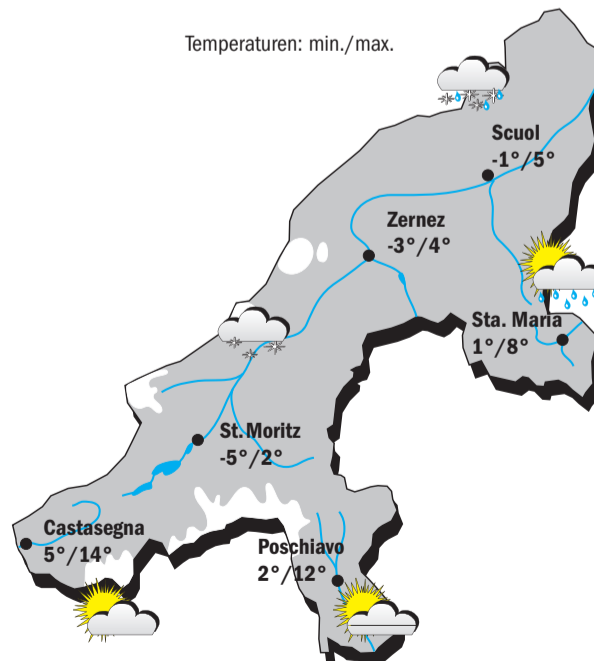 Temperaturen: min./max.
Scuol
-1°/5°
Zernez
-3°/4°
Sta. Maria
1°/8°
St. Moritz
-5°/2°
Castasegna
5°/14°
Poschiavo
2°/12°